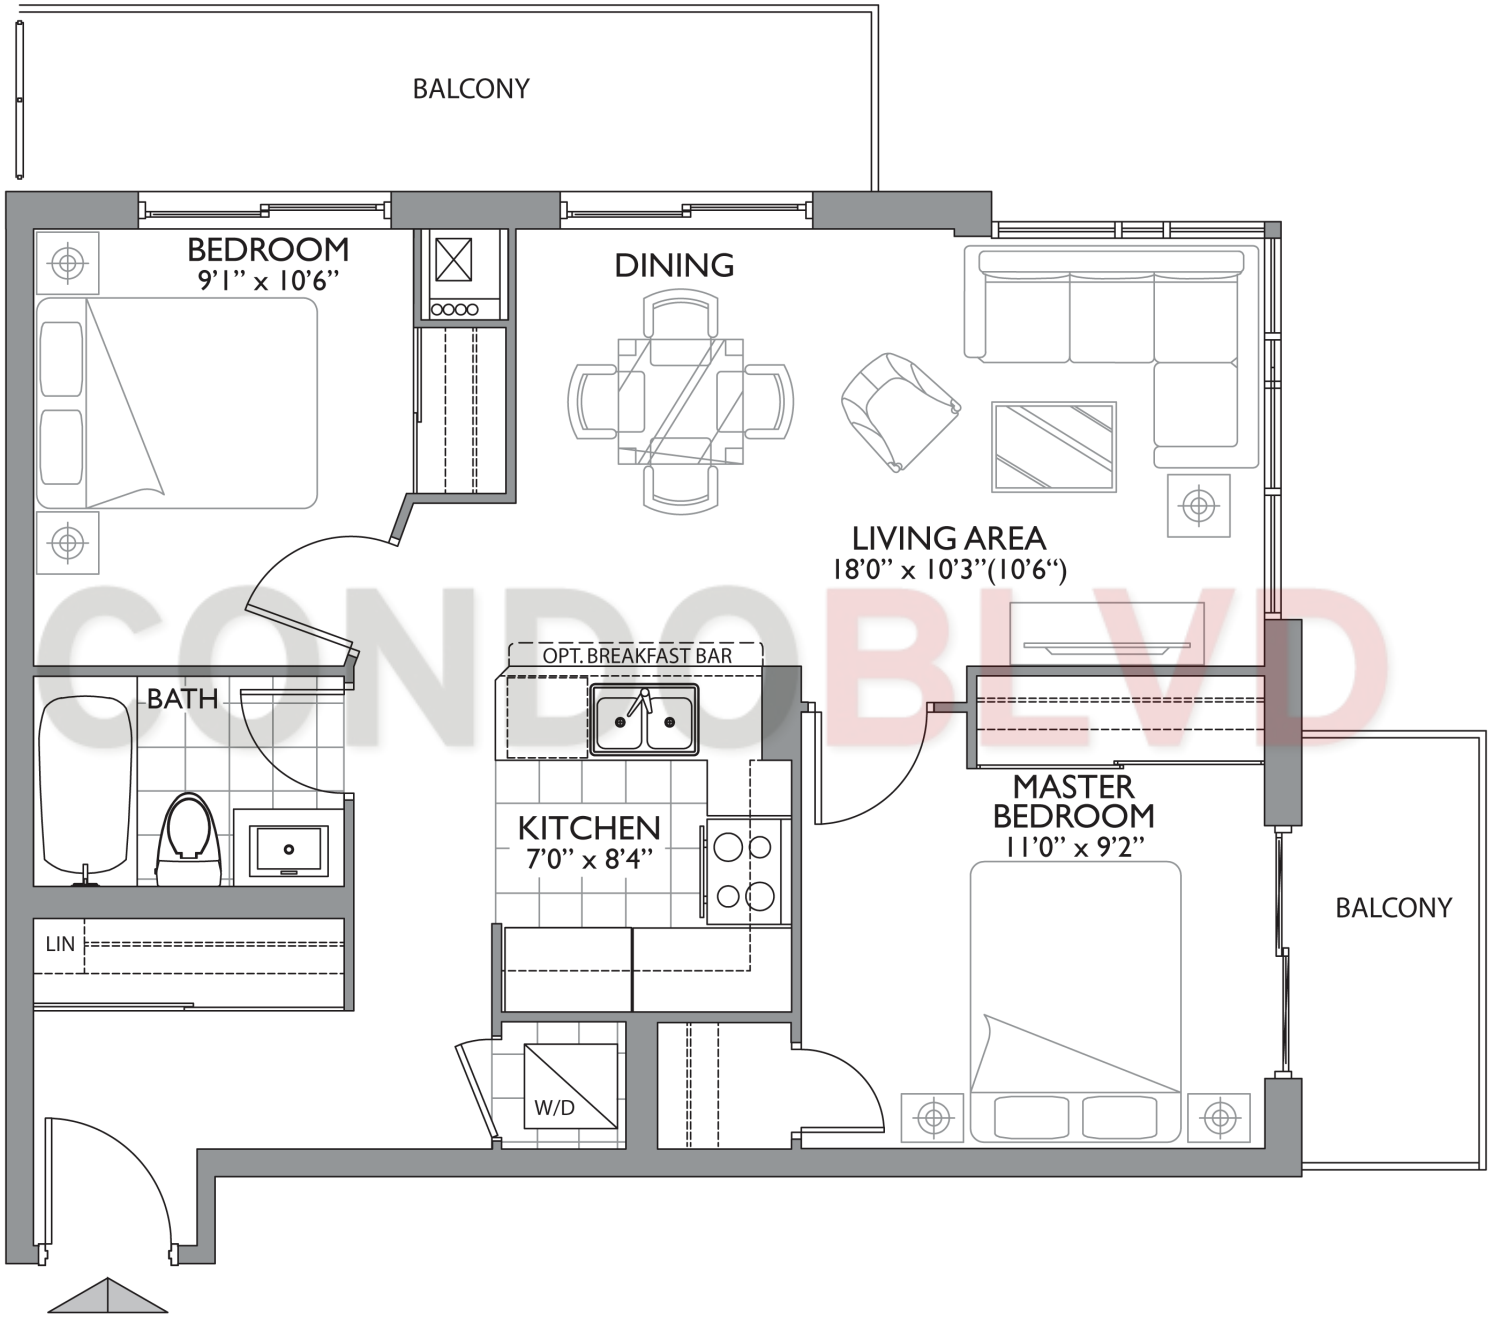 BALCONY
BEDROOM
9'1" x 10'6"
DINING
LIVING AREA
18'0" x 10'3"(10'6")
CONDOBLVD
OPT. BREAKFAST BAR
BATH
KITCHEN
7'0" x 8'4"
MASTER
BEDROOM
11'0" x 9'2"
BALCONY
LIN
W/D